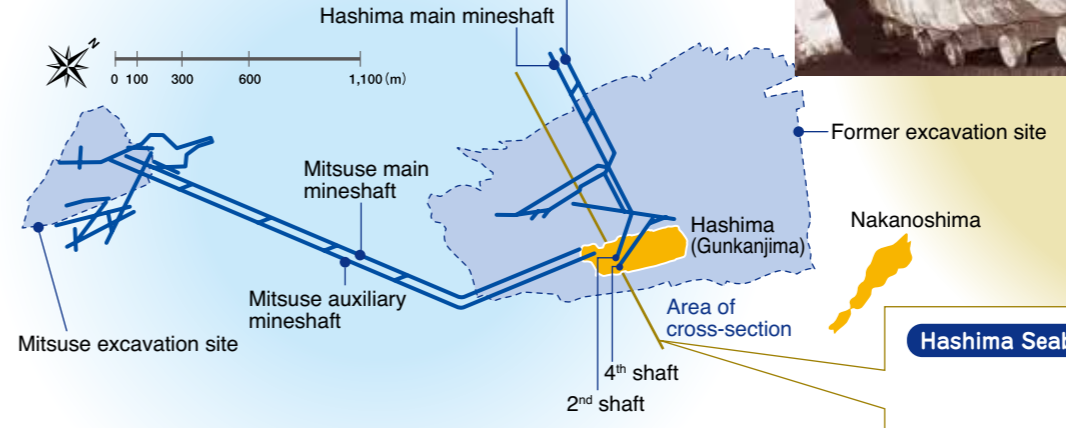 Hashima main mineshaft
N
0 100 300 600 1,100 (m)
Former excavation site
Mitsuse main
mineshaft
Nakanoshima
Hashima
(Gunkanjima)
Mitsuse auxiliary
mineshaft
Area of
cross-section
Mitsuse excavation site
Hashima Seab
4th shaft
2nd shaft